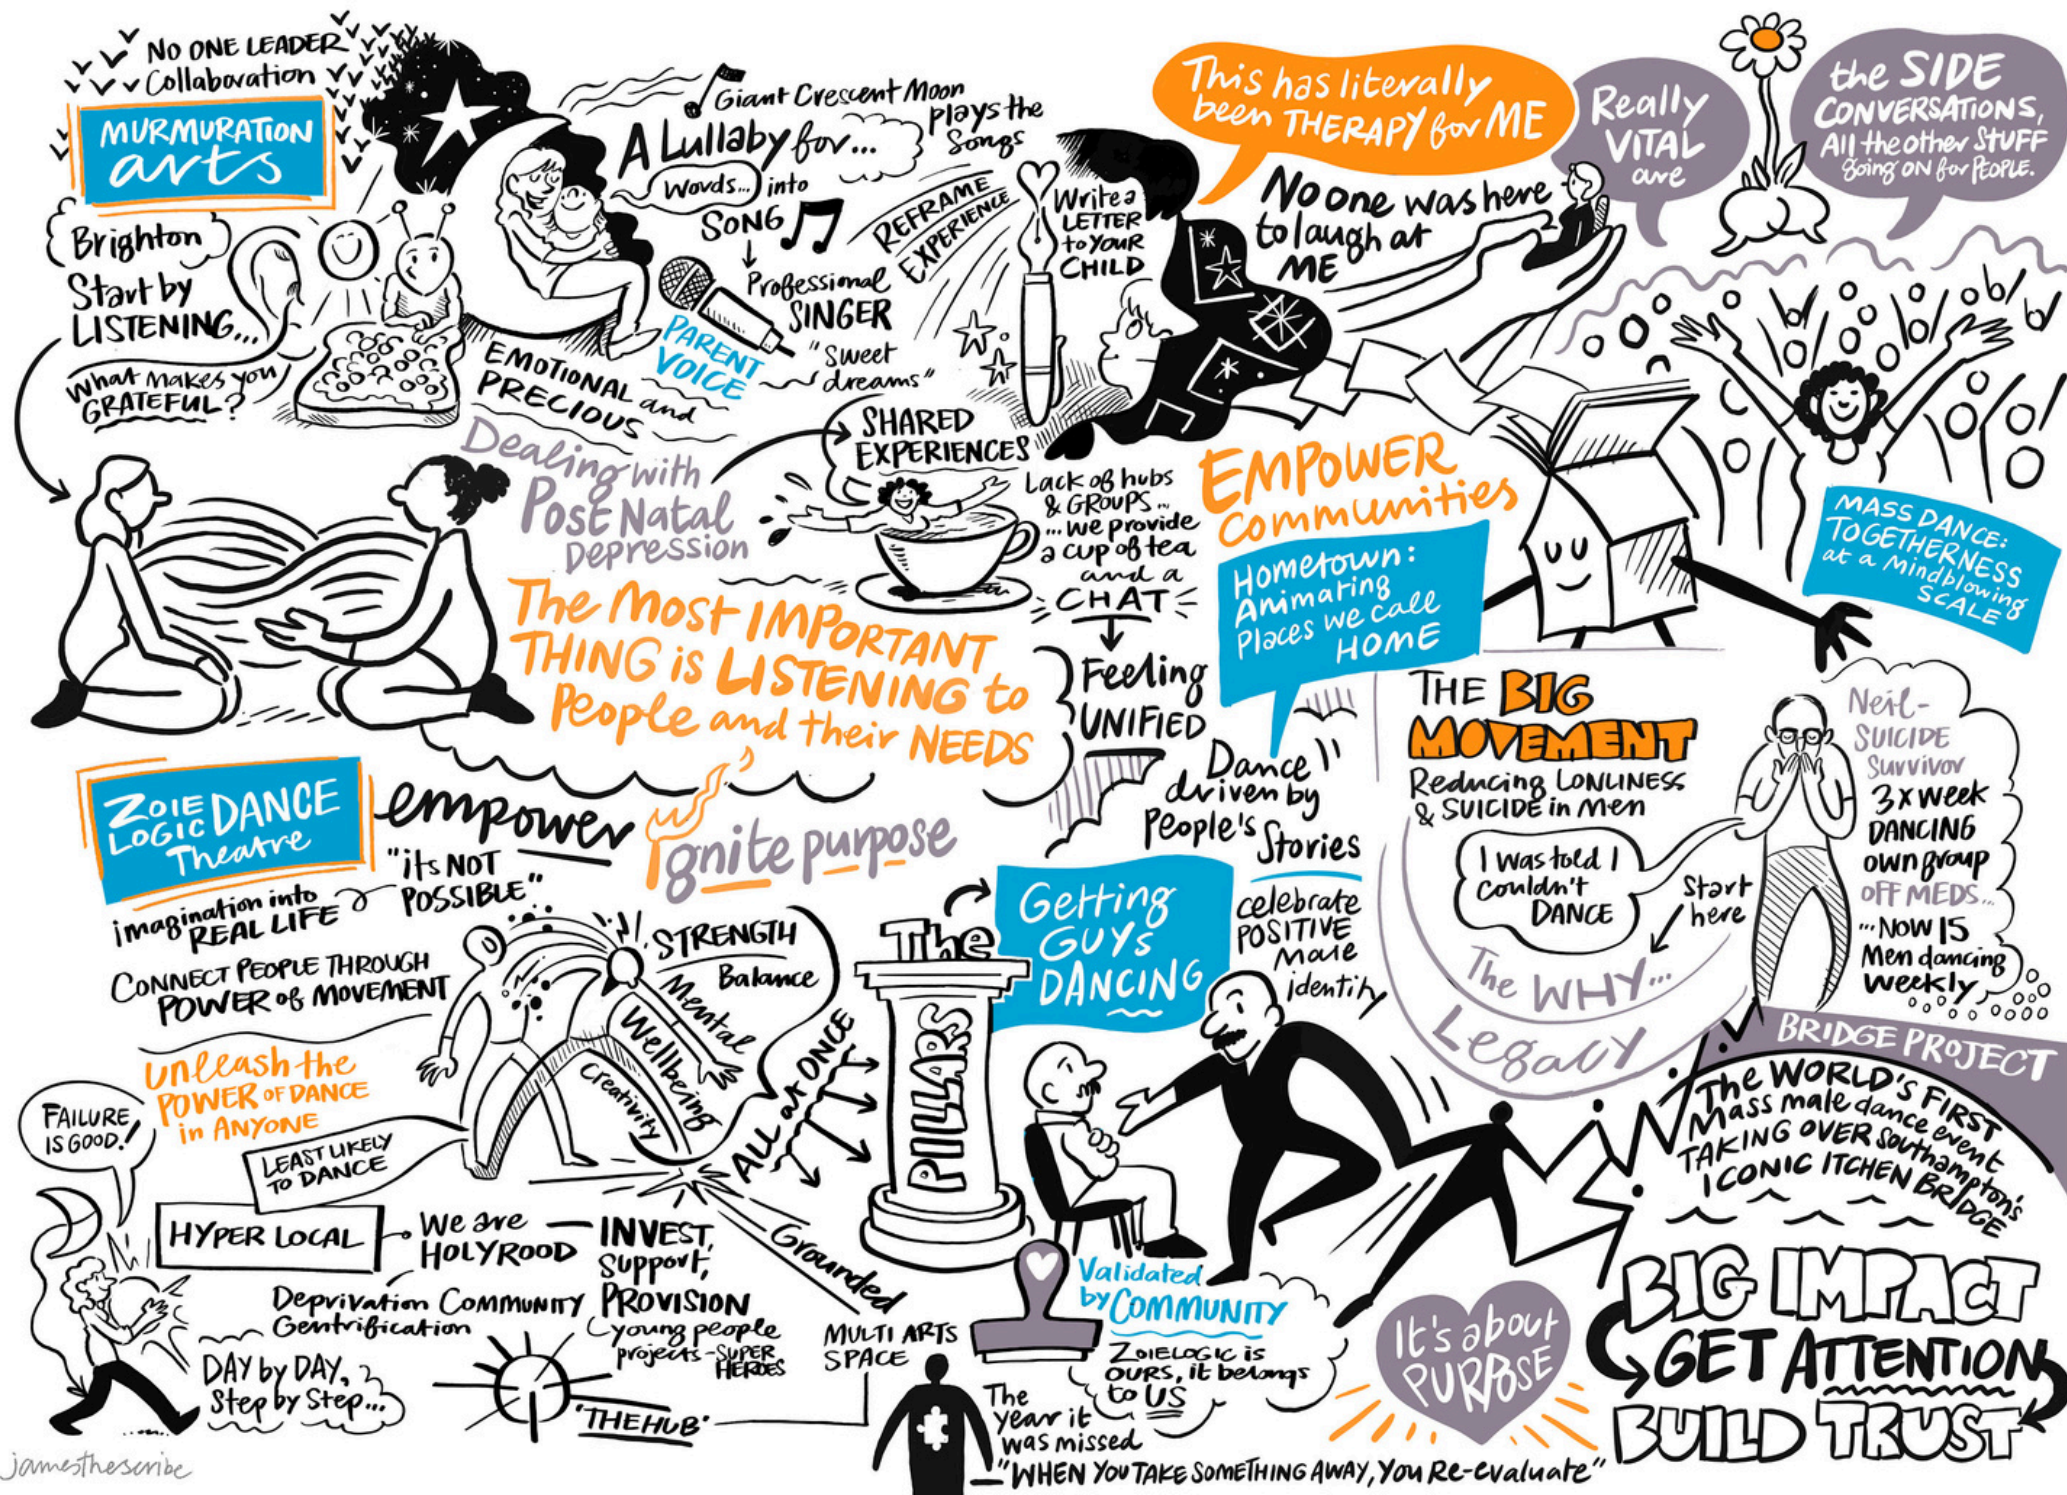 NO ONE LEADER
Collaboration
MURMURATION
arts
Brighton
Start by
LISTENING...
What makes you
GRATEFUL?
Giant Crescent Moon
plays the
Songs
A Lullaby for...
Words... into
SONG
Professional
SINGER
PARENT
VOICE
"Sweet
dreams"
EMOTIONAL and
PRECIOUS
REFRAME
EXPERIENCE
Write a
LETTER
to YOUR
CHILD
Dealing with
Post Natal
Depression
SHARED
EXPERIENCES
Lack of hubs
& GROUPS...
... we provide
a cup of tea
and a
CHAT
Feeling
UNIFIED
The Most IMPORTANT
THING is LISTENING to
People and their NEEDS
This has literally
been THERAPY for ME
No one was here
to laugh at
ME
Really
VITAL
are
the SIDE
CONVERSATIONS,
All the other STUFF
going ON for PEOPLE.
EMPOWER
Communities
Hometown:
Animating
Places we call
HOME
MASS DANCE:
TOGETHERNESS
at a Mindblowing
SCALE
Dance
driven by
People's
Stories
celebrate
POSITIVE
Male
identity
THE BIG
MOVEMENT
Reducing LONLINESS
& SUICIDE in Men
I was told I
couldn't
DANCE
Start
here
The WHY...
Legacy
Neil-
SUICIDE
Survivor
3x week
DANCING
own group
OFF MEDS...
...NOW 15
Men dancing
weekly
ZOIE
LOGIC DANCE
Theatre
empower
"its NOT
POSSIBLE"
imagination into
REAL LIFE
CONNECT PEOPLE THROUGH
POWER of MOVEMENT
Unleash the
POWER OF DANCE
in ANYONE
Ignite purpose
STRENGTH
Balance
Mental
Wellbeing
Creativity
ALL at ONCE
Grounded
The
PILLARS
Getting
GUYS
DANCING
FAILURE
IS GOOD!
LEAST LIKELY
TO DANCE
HYPER LOCAL
We are
HOLYROOD
INVEST,
Support,
PROVISION
young people
projects - SUPER
HEROES
Deprivation COMMUNITY
Gentrification
DAY by DAY,
Step by Step...
'THE HUB'
MULTI ARTS
SPACE
Validated
by COMMUNITY
ZOIELOGIC is
OURS, it belongs
to US
The
year it
was missed
"WHEN YOU TAKE SOMETHING AWAY, YOU Re-evaluate"
It's about
PURPOSE
BRIDGE PROJECT
The WORLD'S FIRST
Mass male dance event
TAKING OVER Southampton's
ICONIC ITCHEN BRIDGE
BIG IMPACT
GET ATTENTION
BUILD TRUST
jamesthescribe